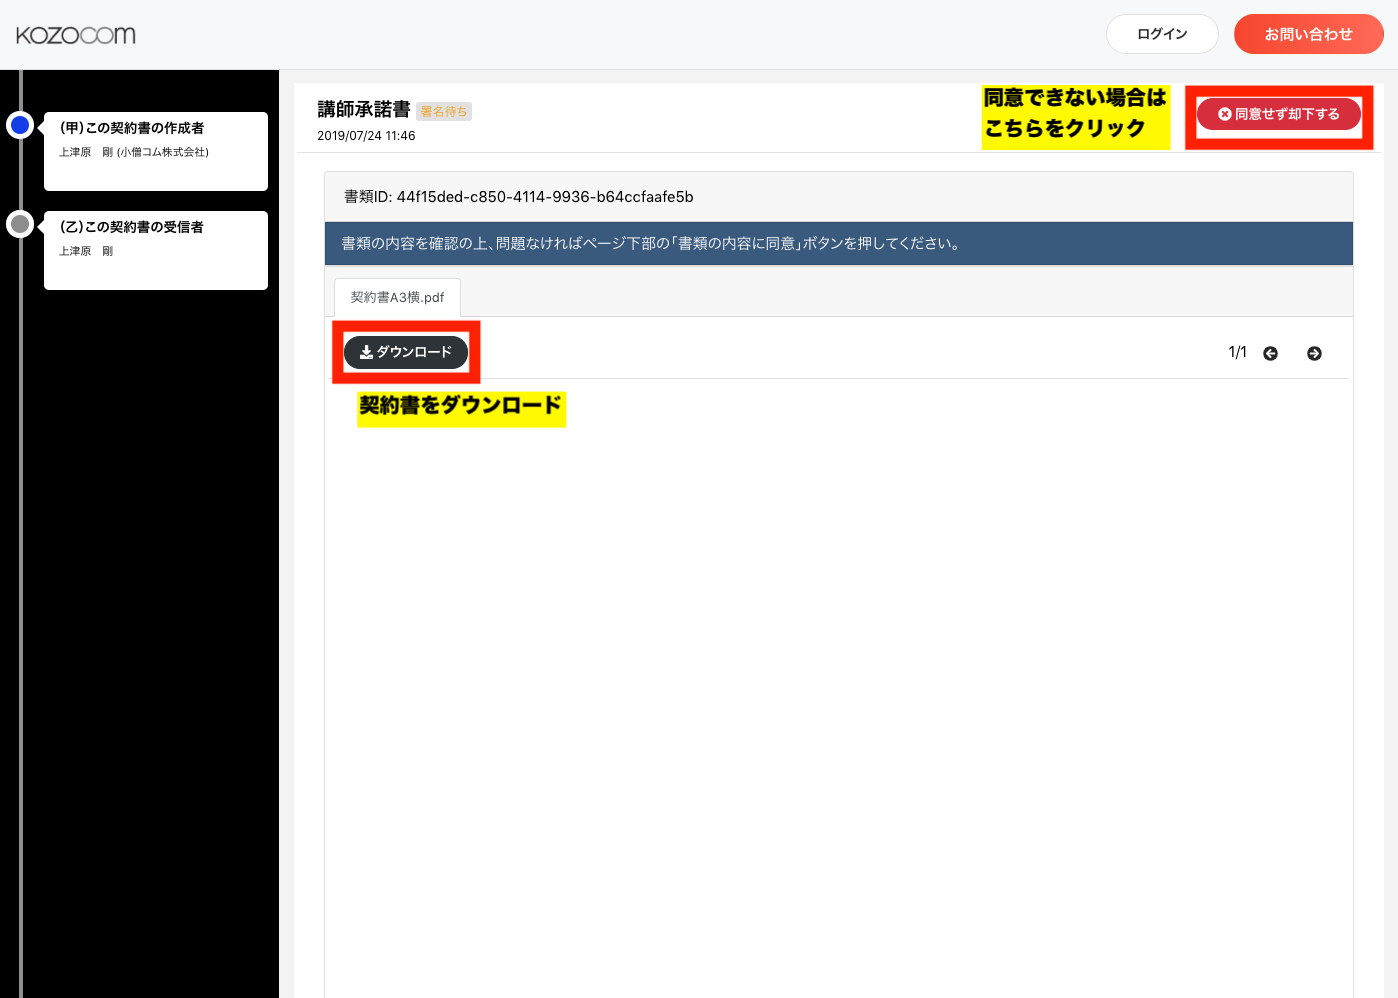 KOZOCOM
ログイン
お問い合わせ
(甲)この契約書の作成者
上津原　剛 (小僧コム株式会社)
(乙)この契約書の受信者
上津原　剛
講師承諾書 署名待ち
2019/07/24 11:46
同意できない場合は
こちらをクリック
同意せず却下する
書類ID: 44f15ded-c850-4114-9936-b64ccfaafe5b
書類の内容を確認の上、問題なければページ下部の「書類の内容に同意」ボタンを押してください。
契約書A3横.pdf
ダウンロード
1/1
契約書をダウンロード